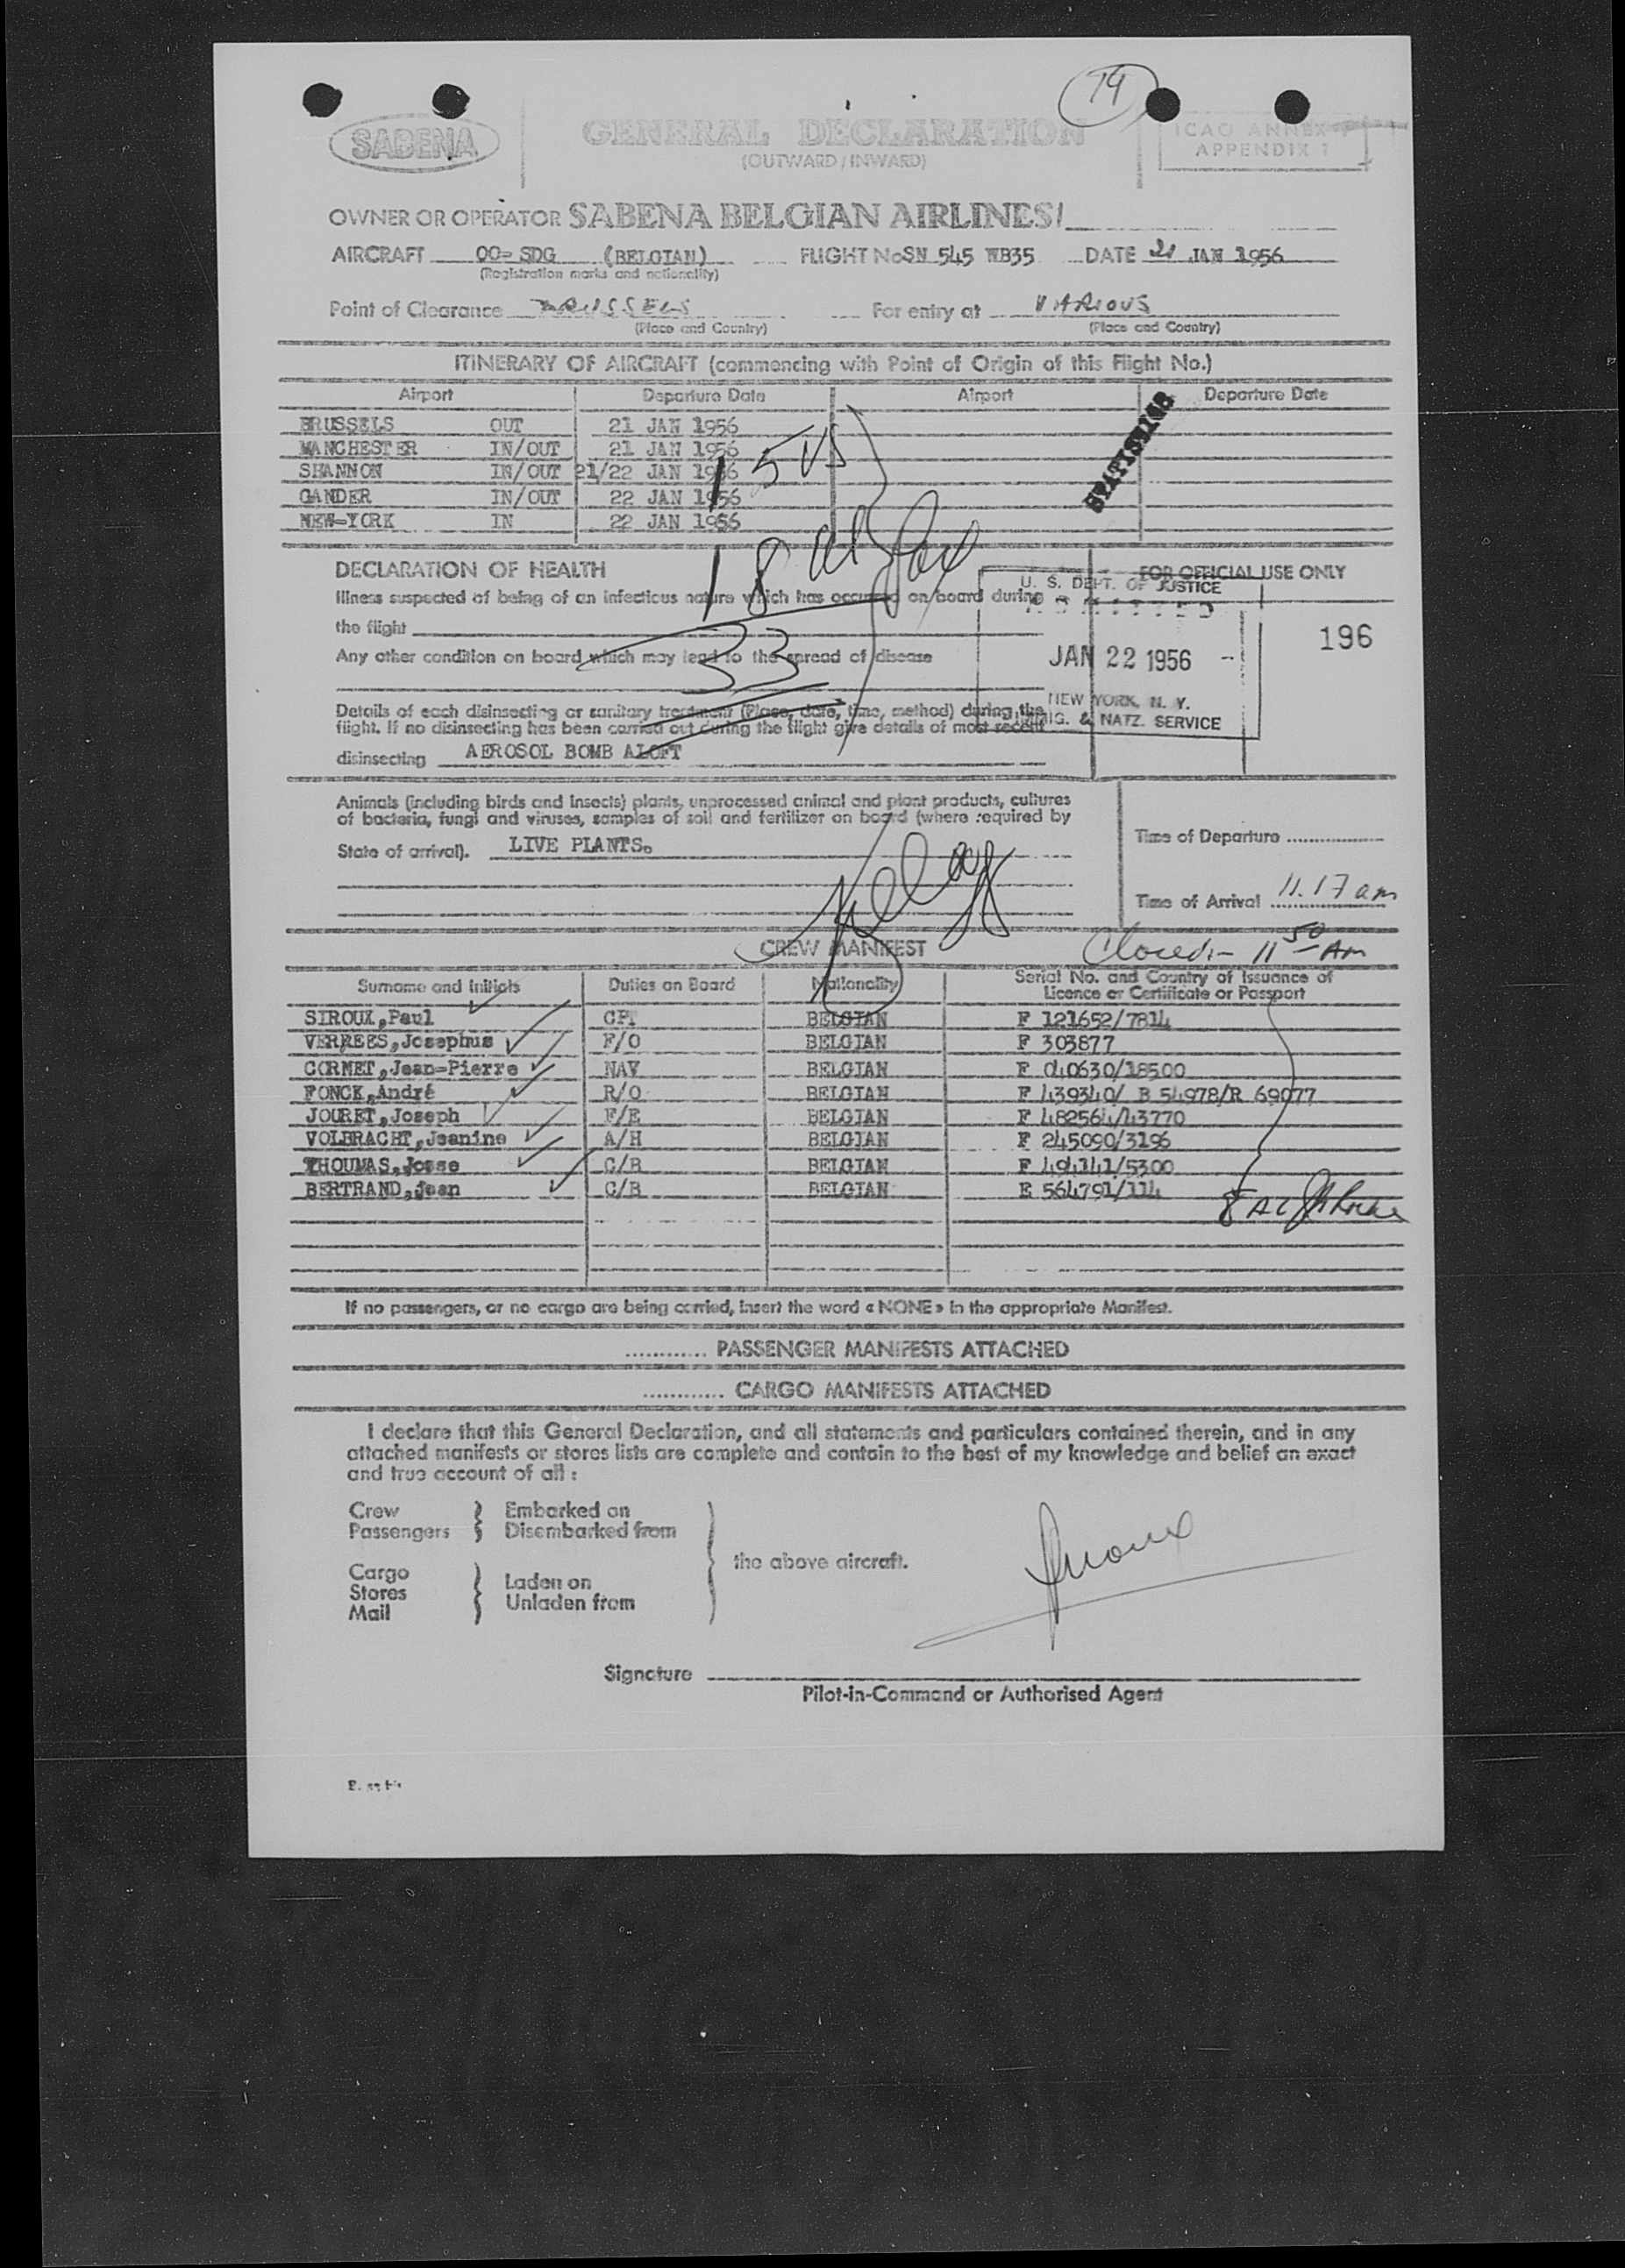 74
SABENA
GENERAL DECLARATION
(OUTWARD / INWARD)
ICAO ANNEX
APPENDIX 1
OWNER OR OPERATOR SABENA BELGIAN AIRLINES
AIRCRAFT OO- SDG (BELGIAN) FLIGHT No SN 545 WB35 DATE 21 JAN 1956
(Registration marks and nationality)
Point of Clearance BRUSSELS For entry at VARIOUS
(Place and Country) (Place and Country)
ITINERARY OF AIRCRAFT (commencing with Point of Origin of this Flight No.)
Airport Departure Date Airport Departure Date
BRUSSELS OUT 21 JAN 1956
MANCHESTER IN/OUT 21 JAN 1956
SHANNON IN/OUT 21/22 JAN 1956
GANDER IN/OUT 22 JAN 1956
NEW-YORK IN 22 JAN 1956
15 US
18 al
33
DECLARATION OF HEALTH
FOR OFFICIAL USE ONLY
Illness suspected of being of an infectious nature which has occurred on board during
the flight
Any other condition on board which may lead to the spread of disease
U. S. DEPT. OF JUSTICE
ADMITTED
JAN 22 1956
NEW YORK, N. Y.
IMMIG. & NATZ. SERVICE
196
Details of each disinsecting or sanitary treatment (Place, date, time, method) during the
flight. If no disinsecting has been carried out during the flight give details of most recent
disinsecting AEROSOL BOMB ALOFT
Animals (including birds and insects) plants, unprocessed animal and plant products, cultures
of bacteria, fungi and viruses, samples of soil and fertilizer on board (where required by
State of arrival). LIVE PLANTS.
Time of Departure
Time of Arrival 11.17 am
Closed:- 11 50 AM
CREW MANIFEST
Surname and Initials Duties on Board Nationality Serial No. and Country of Issuance of
Licence or Certificate or Passport
SIROUX,Paul CPT BELGIAN F 121652/7814
VERREES,Josephus F/O BELGIAN F 303877
CORNET,Jean-Pierre NAV BELGIAN F 040630/18500
FONCK,André R/O BELGIAN F 439340/ B 54978/R 69077
JOURET,Joseph F/E BELGIAN F 482564/43770
VOLBRACHT,Jeanine A/H BELGIAN F 245090/3196
THOUMAS,Josse C/B BELGIAN F 494141/5300
BERTRAND,Jean C/B BELGIAN E 564791/114
8 AL
If no passengers, or no cargo are being carried, insert the word « NONE » in the appropriate Manifest.
............ PASSENGER MANIFESTS ATTACHED
............ CARGO MANIFESTS ATTACHED
I declare that this General Declaration, and all statements and particulars contained therein, and in any
attached manifests or stores lists are complete and contain to the best of my knowledge and belief an exact
and true account of all :
Crew Embarked on
Passengers Disembarked from
the above aircraft.
Cargo
Stores Laden on
Mail Unladen from
Siroux
Signature
Pilot-in-Command or Authorised Agent